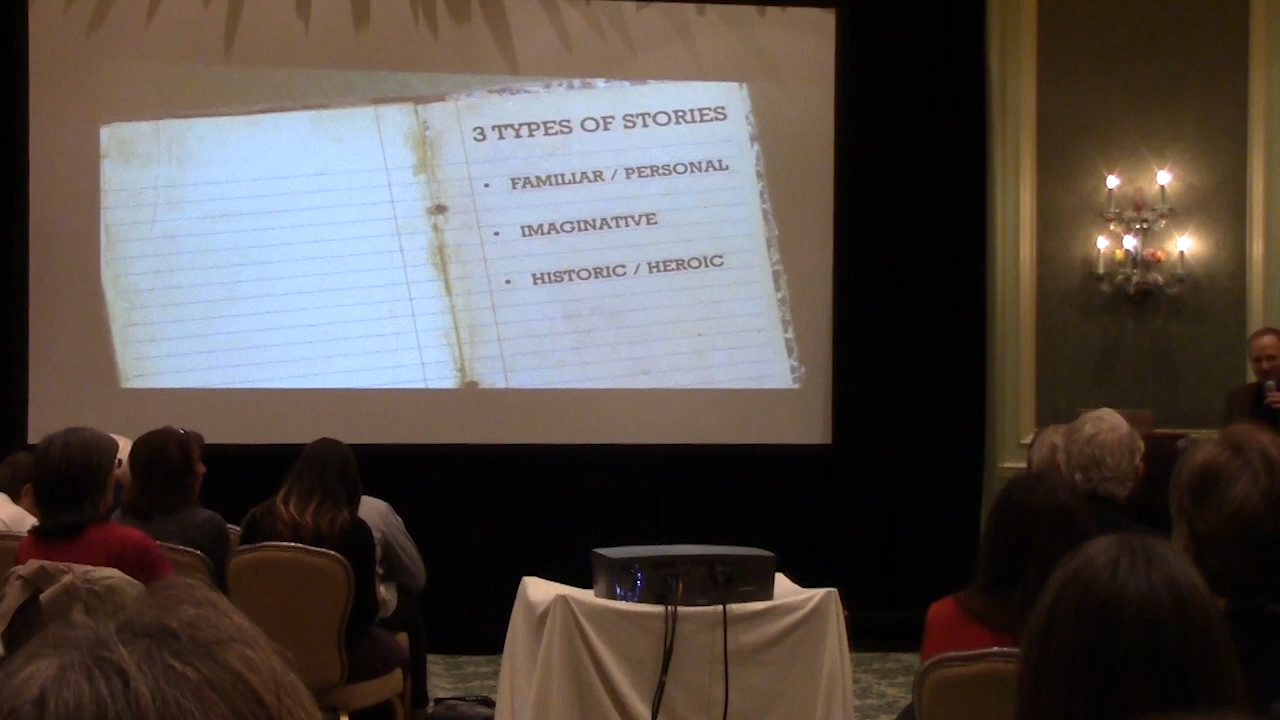 3 TYPES OF STORIES
• FAMILIAR / PERSONAL
• IMAGINATIVE
• HISTORIC / HEROIC